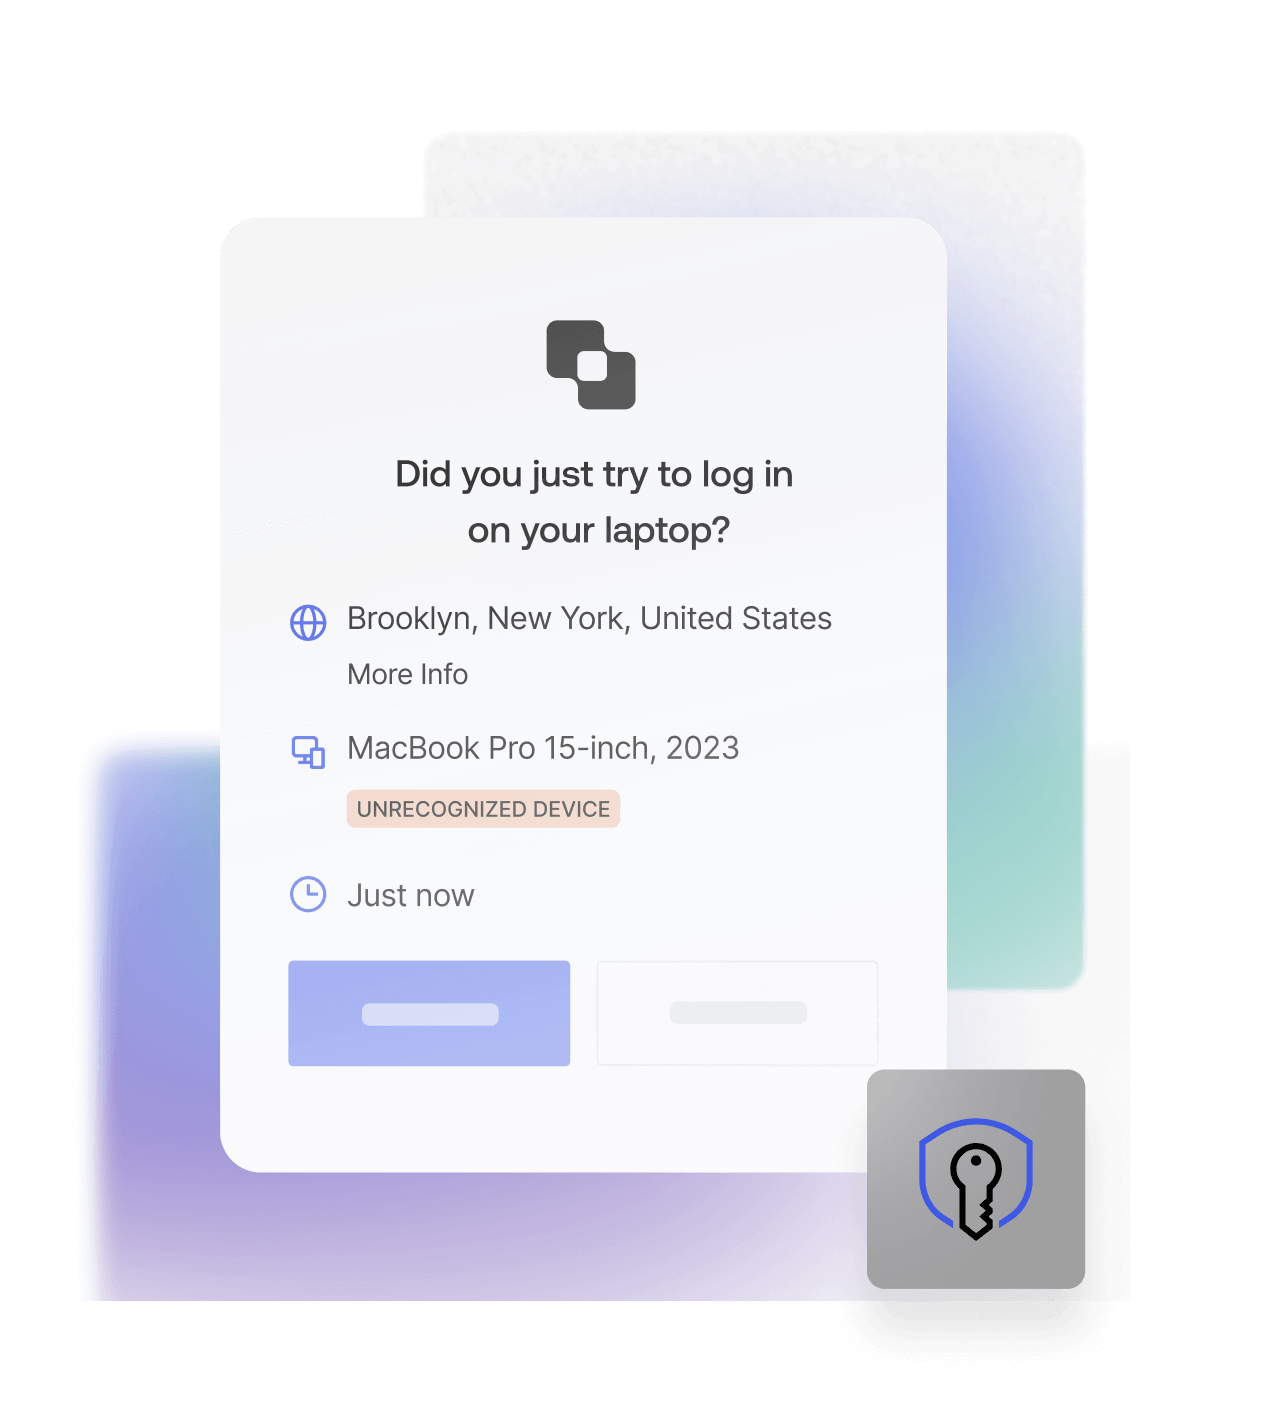 Did you just try to log in
on your laptop?
Brooklyn, New York, United States
More Info
MacBook Pro 15-inch, 2023
UNRECOGNIZED DEVICE
Just now